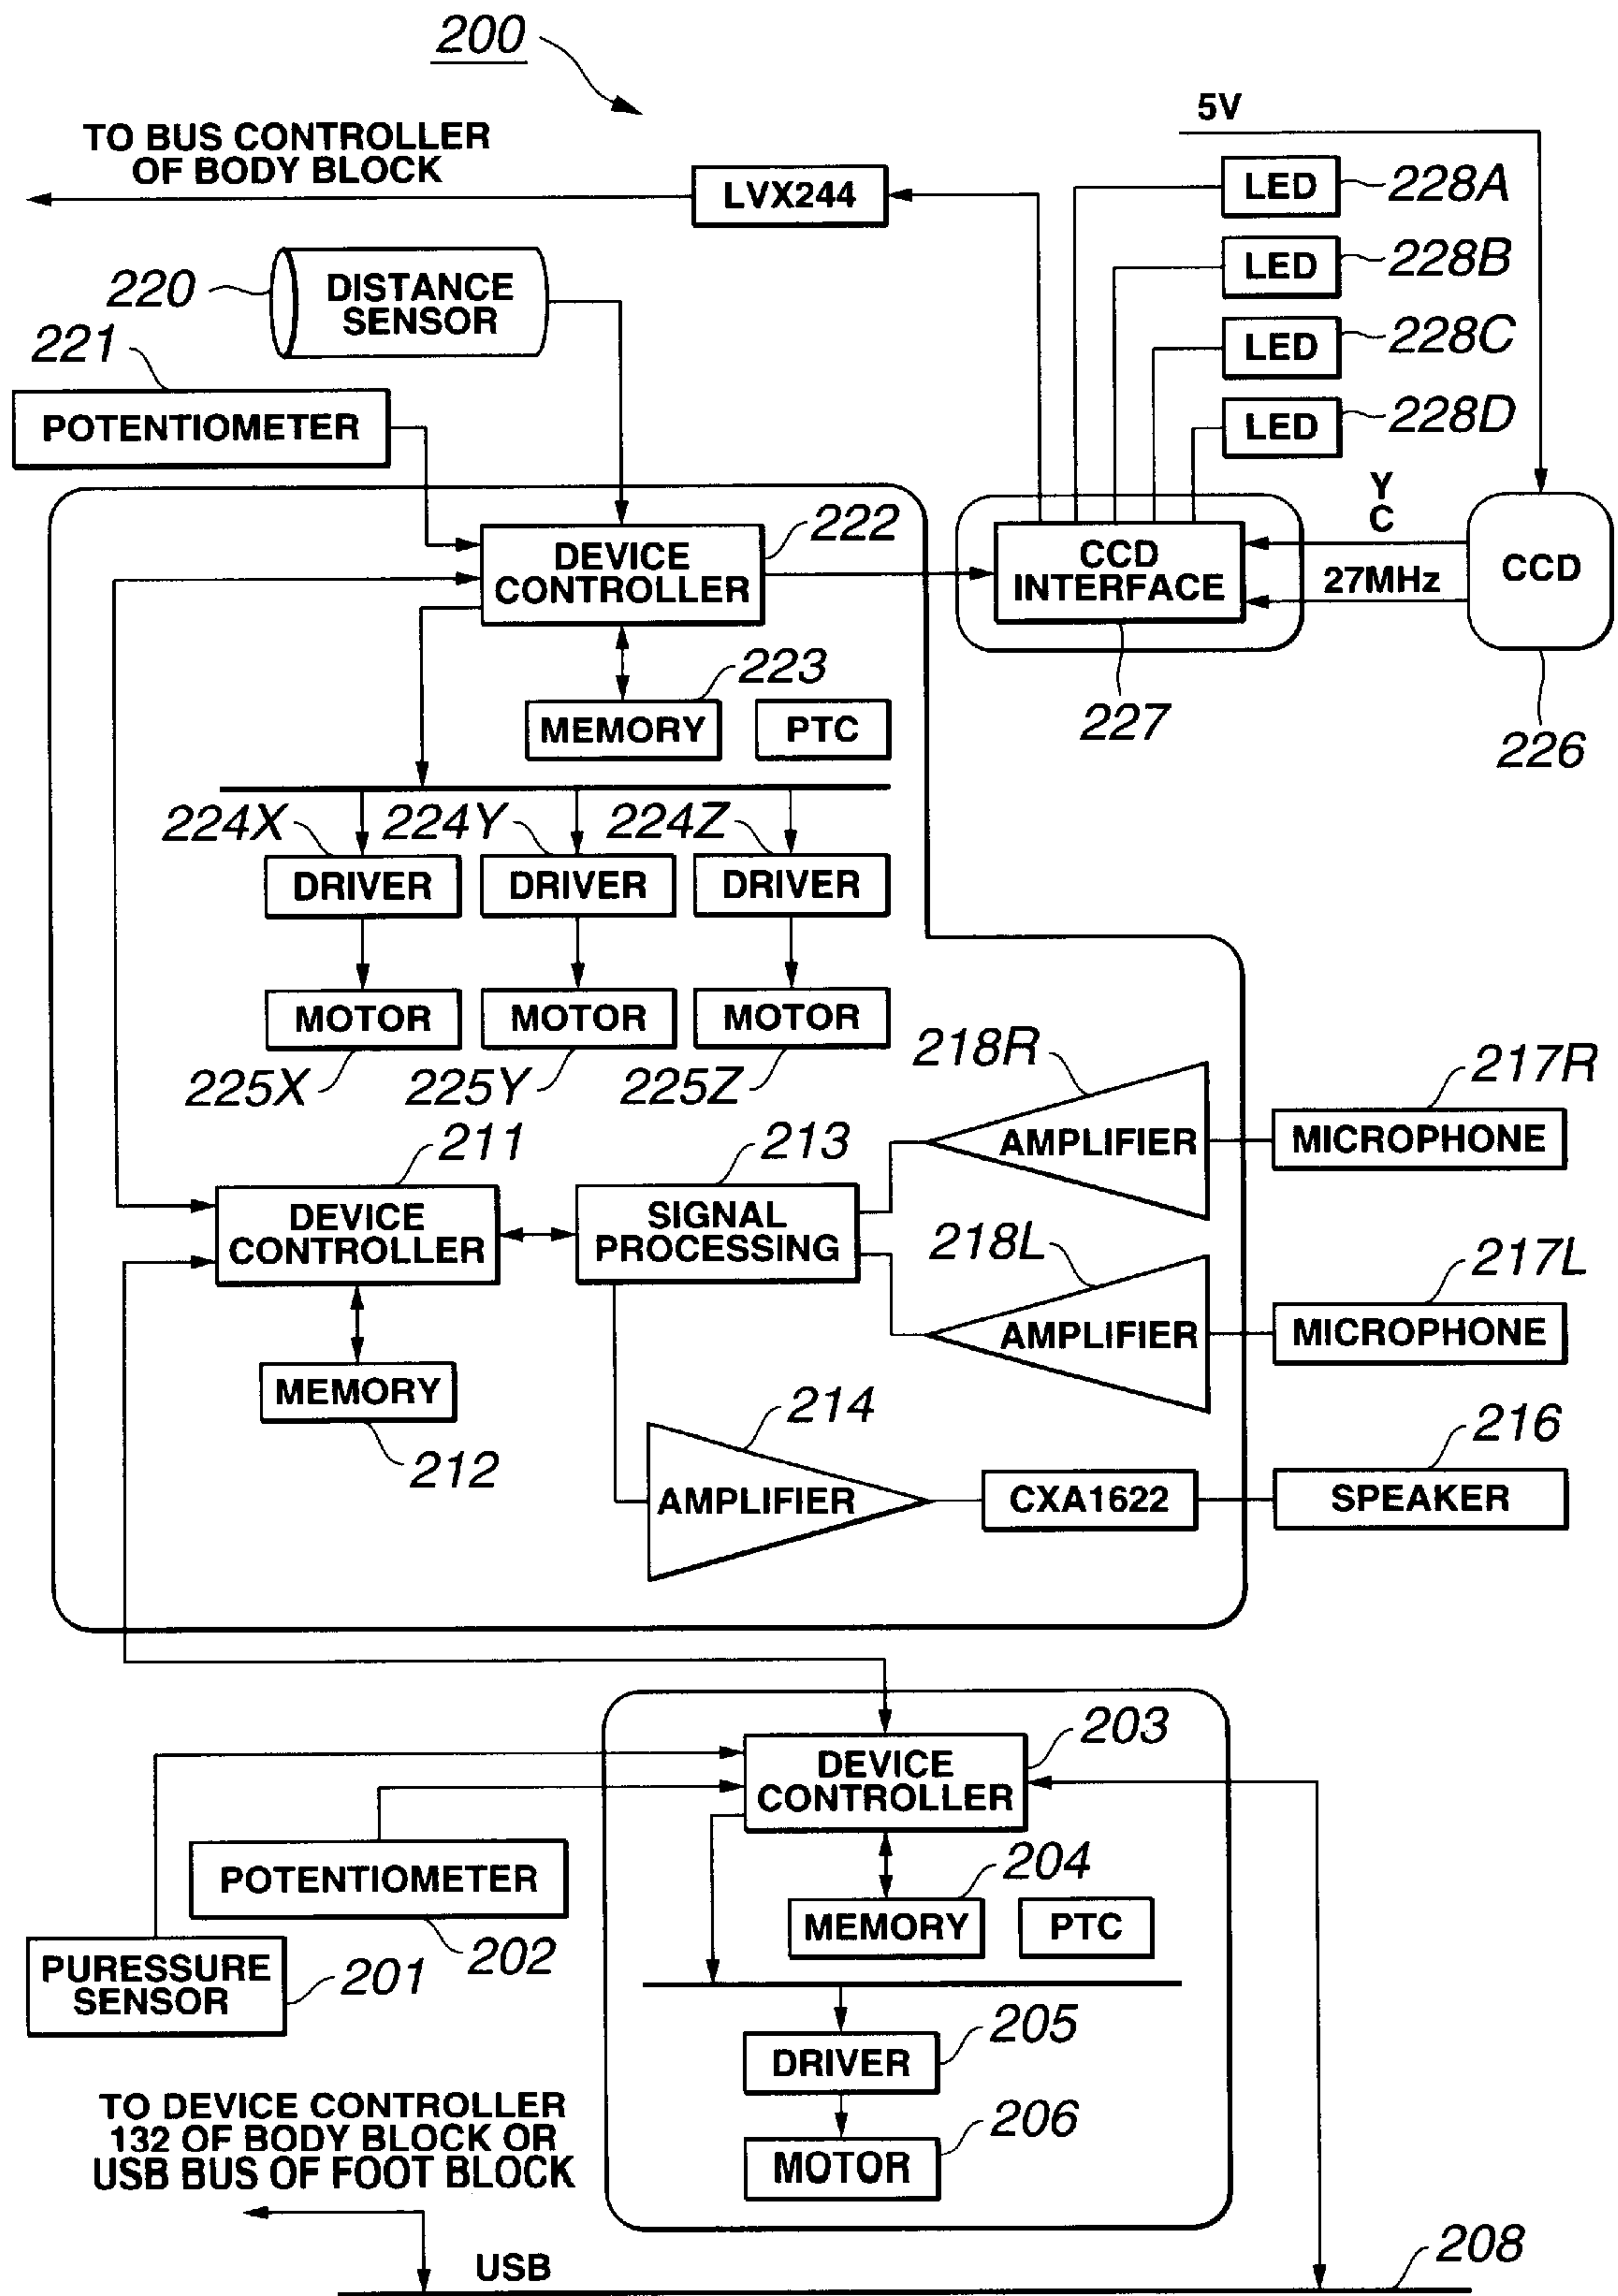 200
5V
TO BUS CONTROLLER
OF BODY BLOCK
LVX244
LED
228A
LED
228B
220
DISTANCE
SENSOR
LED
228C
221
LED
228D
POTENTIOMETER
Y
C
222
DEVICE
CONTROLLER
CCD
INTERFACE
27MHz
CCD
223
MEMORY
PTC
227
226
224X
224Y
224Z
DRIVER
DRIVER
DRIVER
MOTOR
MOTOR
MOTOR
225X
225Y
225Z
218R
217R
AMPLIFIER
MICROPHONE
211
213
DEVICE
CONTROLLER
SIGNAL
PROCESSING
218L
217L
AMPLIFIER
MICROPHONE
MEMORY
212
214
216
AMPLIFIER
CXA1622
SPEAKER
203
DEVICE
CONTROLLER
POTENTIOMETER
202
204
MEMORY
PTC
PURESSURE
SENSOR
201
205
DRIVER
TO DEVICE CONTROLLER
132 OF BODY BLOCK OR
USB BUS OF FOOT BLOCK
206
MOTOR
USB
208